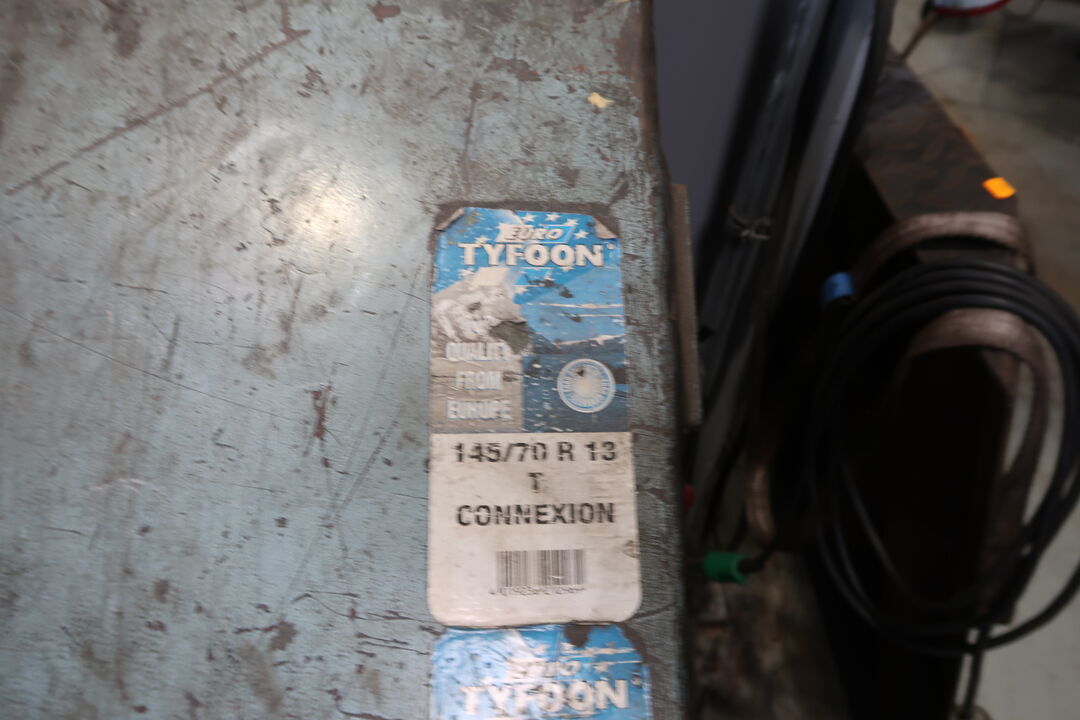 EURO
TYFOON
QUALITY
FROM
EUROPE
145/70 R 13
T
CONNEXION
EURO
TYFOON